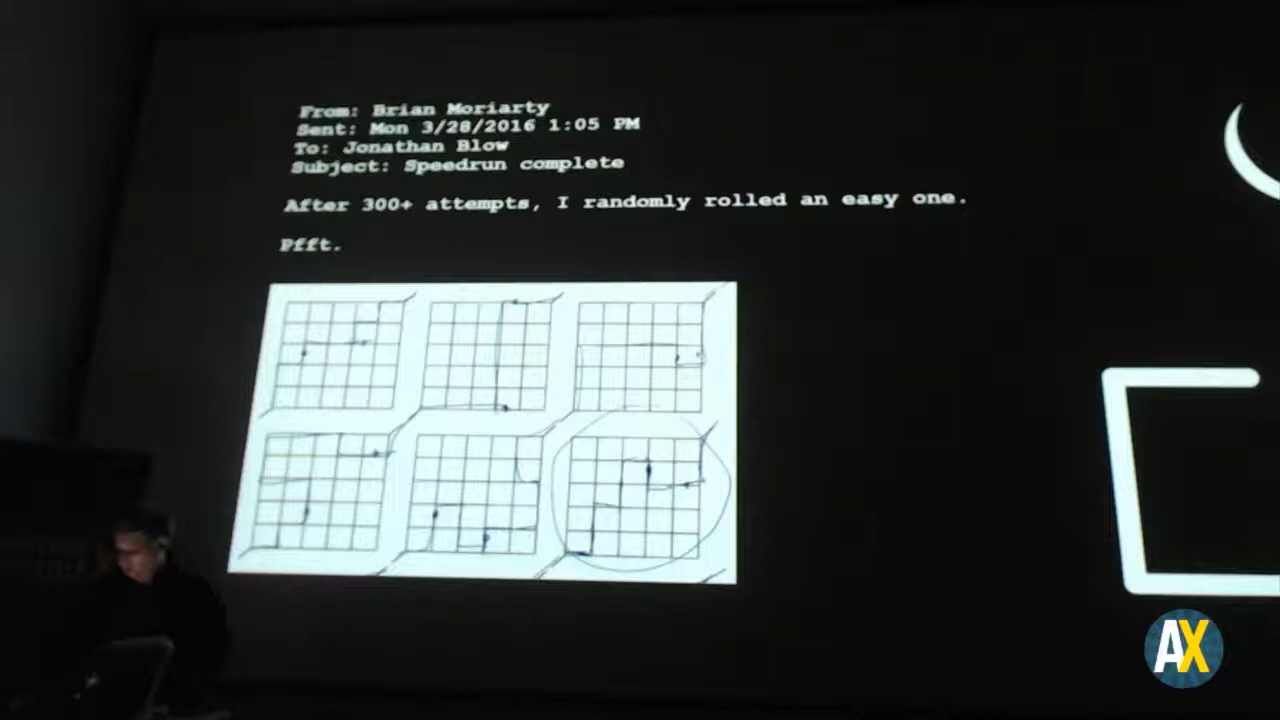 From: Brian Moriarty
Sent: Mon 3/28/2016 1:05 PM
To: Jonathan Blow
Subject: Speedrun complete
After 300+ attempts, I randomly rolled an easy one.
Pfft.
AX